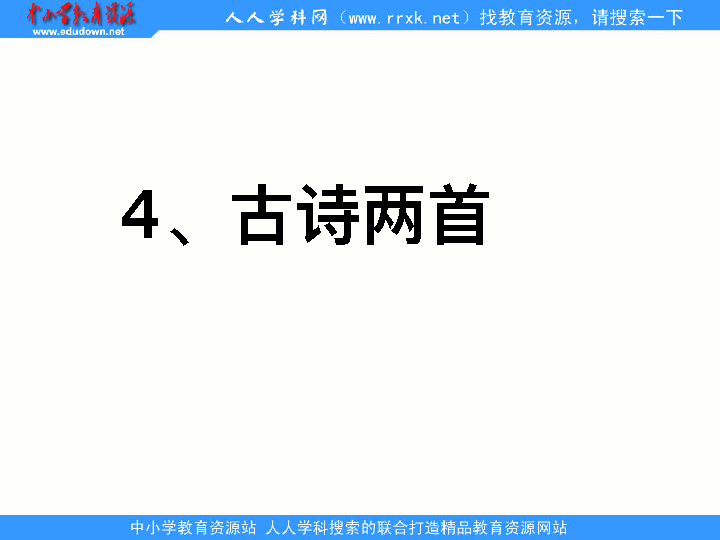 中小学教育资源
www.edudown.net
人人学科网（www.rrxk.net）找教育资源，请搜索一下
4、古诗两首
中小学教育资源站 人人学科搜索的联合打造精品教育资源网站